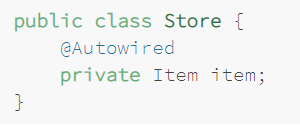 public class Store {
    @Autowired
    private Item item;
}